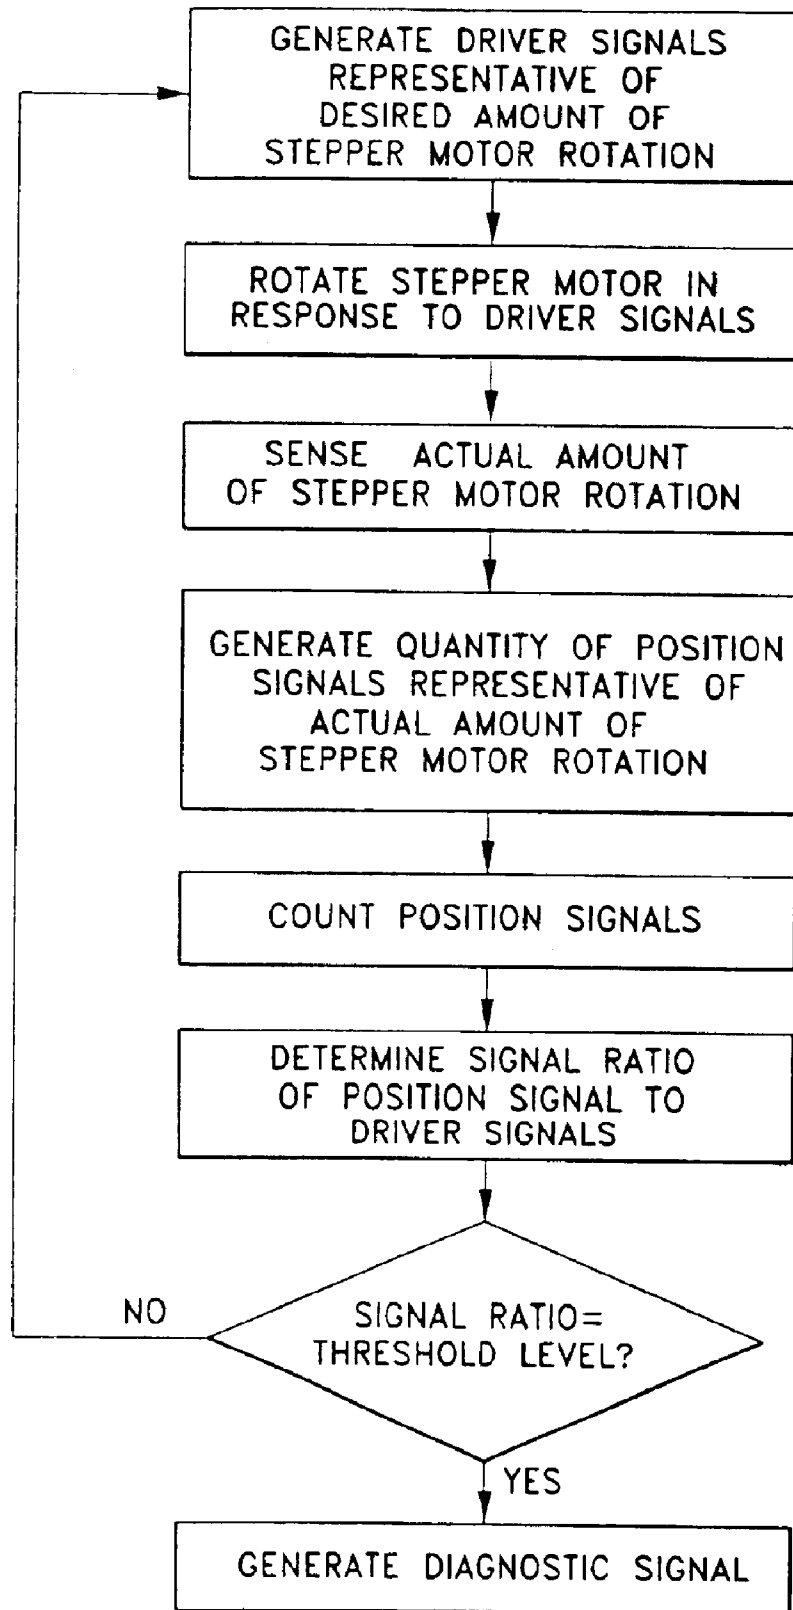 GENERATE DRIVER SIGNALS
REPRESENTATIVE OF
DESIRED AMOUNT OF
STEPPER MOTOR ROTATION
ROTATE STEPPER MOTOR IN
RESPONSE TO DRIVER SIGNALS
SENSE ACTUAL AMOUNT
OF STEPPER MOTOR ROTATION
GENERATE QUANTITY OF POSITION
SIGNALS REPRESENTATIVE OF
ACTUAL AMOUNT OF
STEPPER MOTOR ROTATION
COUNT POSITION SIGNALS
DETERMINE SIGNAL RATIO
OF POSITION SIGNAL TO
DRIVER SIGNALS
NO
SIGNAL RATIO=
THRESHOLD LEVEL?
YES
GENERATE DIAGNOSTIC SIGNAL